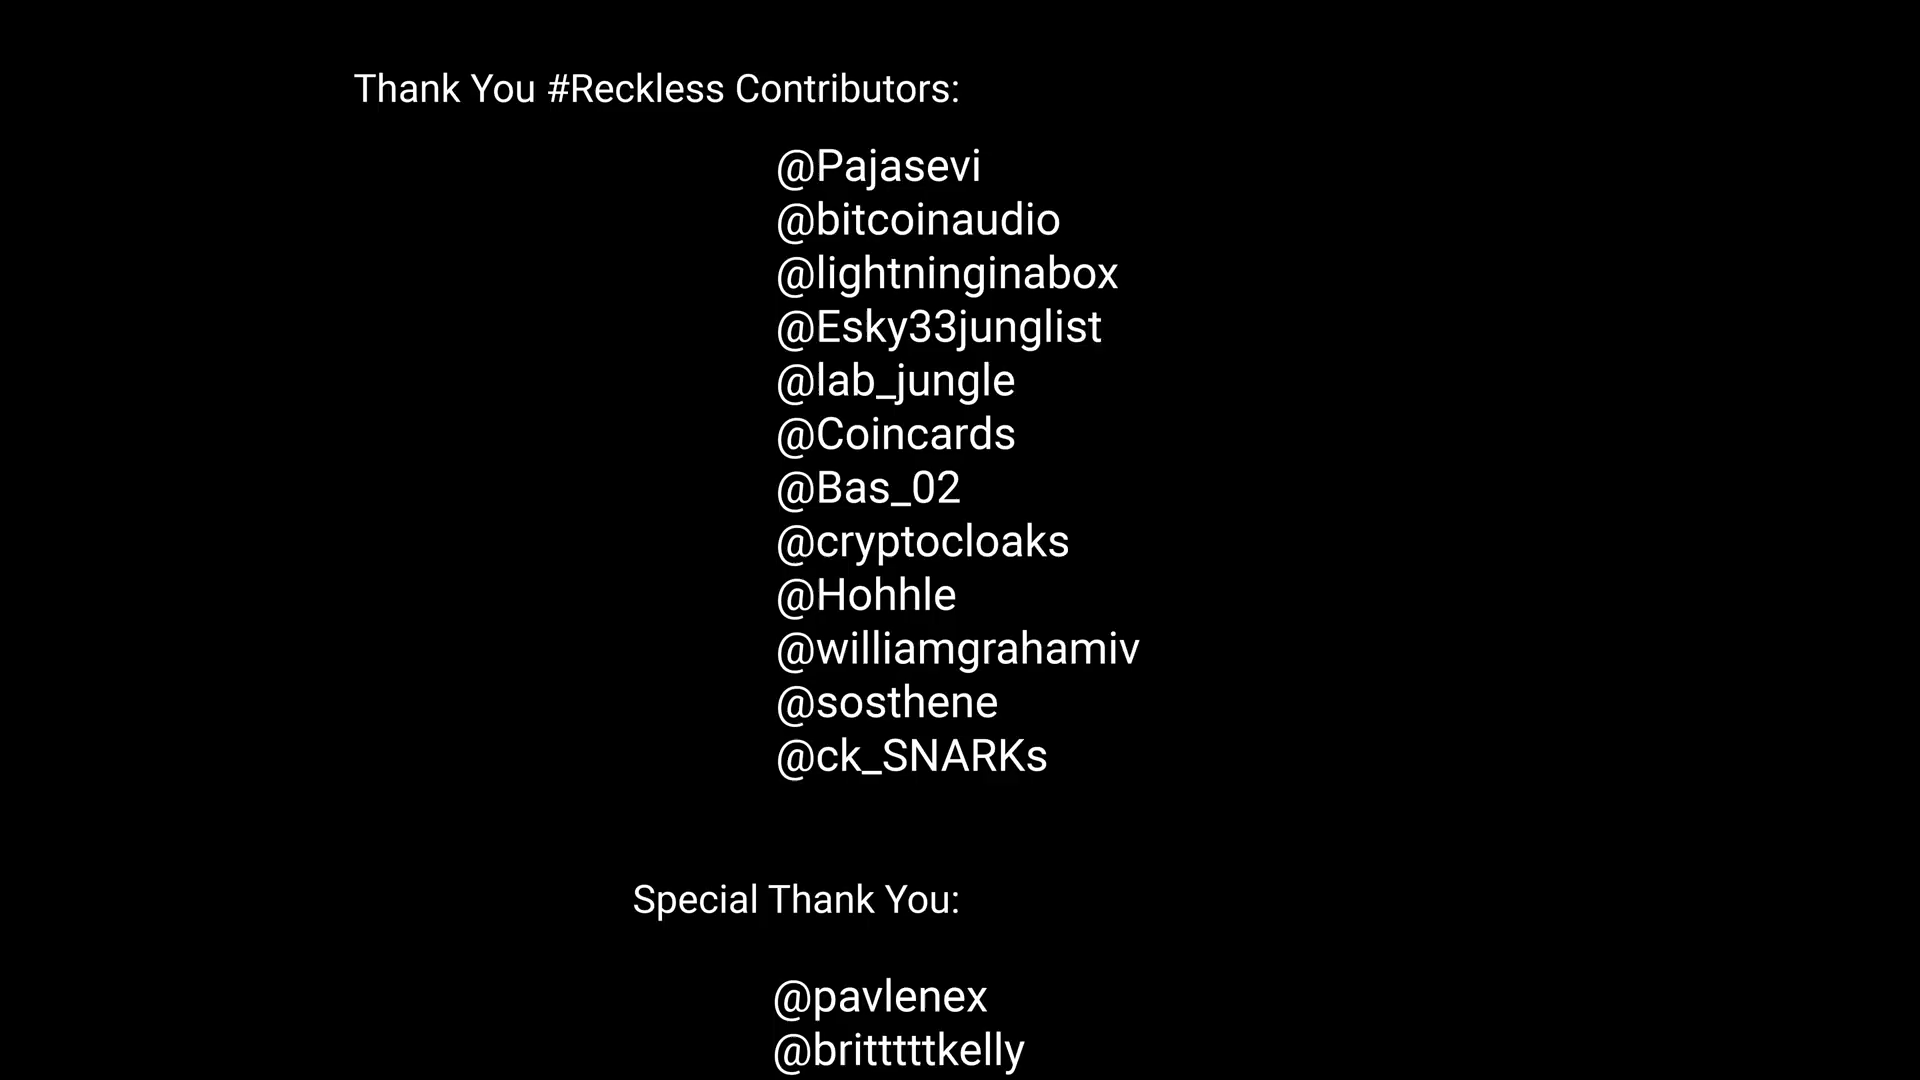 Thank You #Reckless Contributors:
@Pajasevi
@bitcoinaudio
@lightninginabox
@Esky33junglist
@lab_jungle
@Coincards
@Bas_02
@cryptocloaks
@Hohhle
@williamgrahamiv
@sosthene
@ck_SNARKs
Special Thank You:
@pavlenex
@brittttttkelly